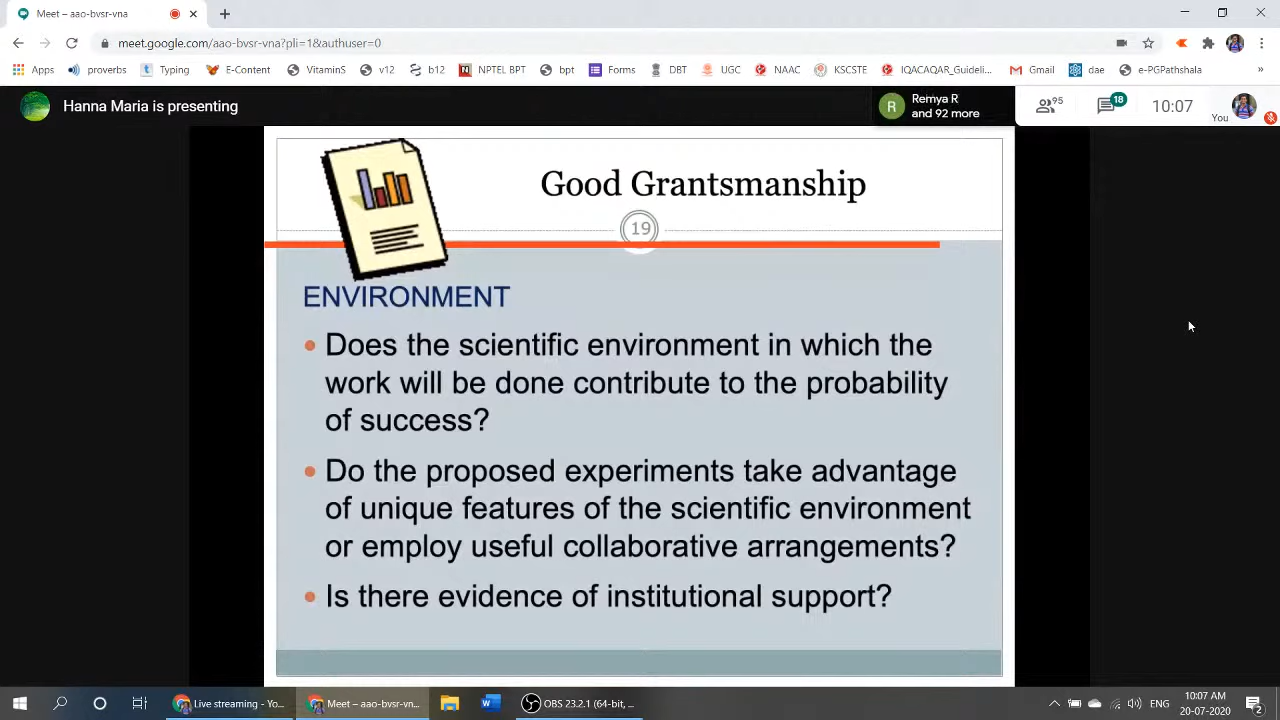 Meet – aao-bvsr-vna
meet.google.com/aao-bvsr-vna?pli=1&authuser=0
Apps proverbs Typing E-Content VitaminS v12 b12 NPTELRPT bpt Forms DBT UGC NAAC KSCSTE IQACAQAR_Guideli... Gmail dae e-PGPathshala »
Hanna Maria is presenting
R
Remya R
and 92 more
95
18
10:07
You
Good Grantsmanship
19
ENVIRONMENT
Does the scientific environment in which the
work will be done contribute to the probability
of success?
Do the proposed experiments take advantage
of unique features of the scientific environment
or employ useful collaborative arrangements?
Is there evidence of institutional support?
Live streaming - Yo...
Meet – aao-bvsr-vn...
OBS 23.2.1 (64-bit, ...
ENG
10:07 AM
20-07-2020
2